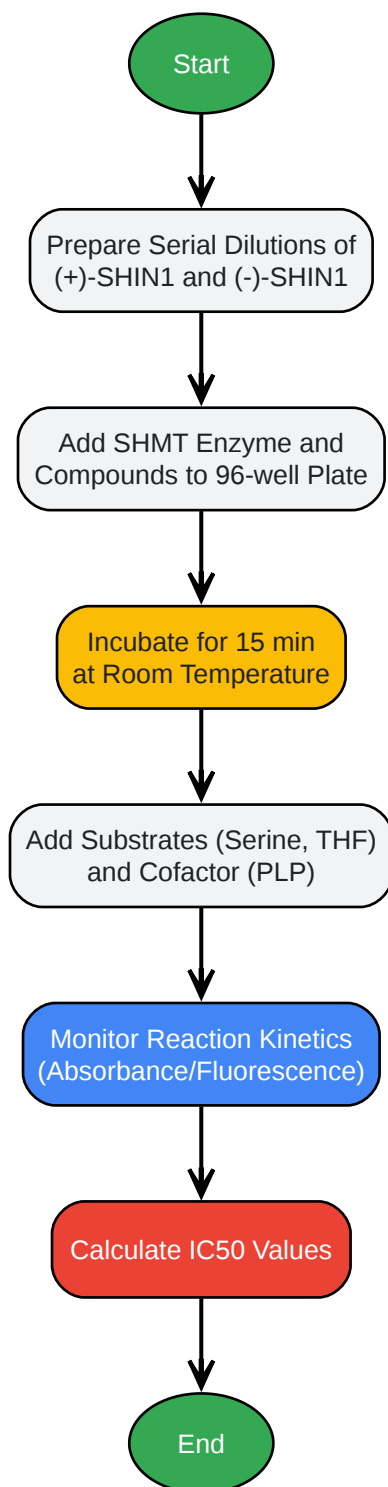 Start
Prepare Serial Dilutions of
(+)-SHIN1 and (-)-SHIN1
Add SHMT Enzyme and
Compounds to 96-well Plate
Incubate for 15 min
at Room Temperature
Add Substrates (Serine, THF)
and Cofactor (PLP)
Monitor Reaction Kinetics
(Absorbance/Fluorescence)
Calculate IC50 Values
End